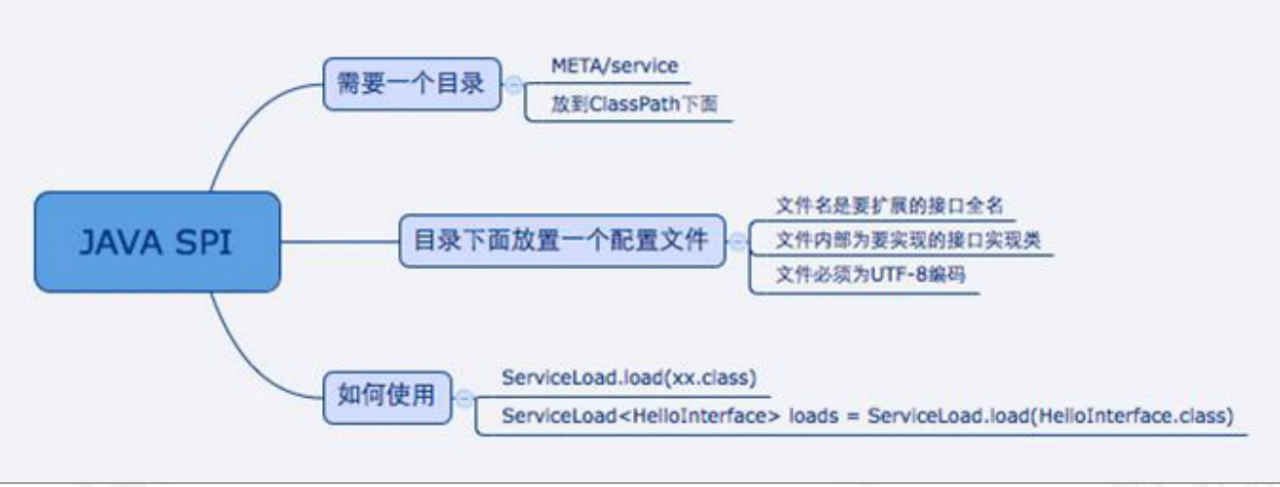 JAVA SPI
需要一个目录
META/service
放到ClassPath下面
目录下面放置一个配置文件
文件名是要扩展的接口全名
文件内部为要实现的接口实现类
文件必须为UTF-8编码
如何使用
ServiceLoad.load(xx.class)
ServiceLoad<HelloInterface> loads = ServiceLoad.load(HelloInterface.class)